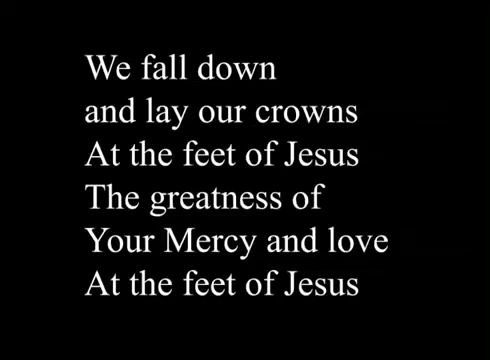 We fall down
and lay our crowns
At the feet of Jesus
The greatness of
Your Mercy and love
At the feet of Jesus